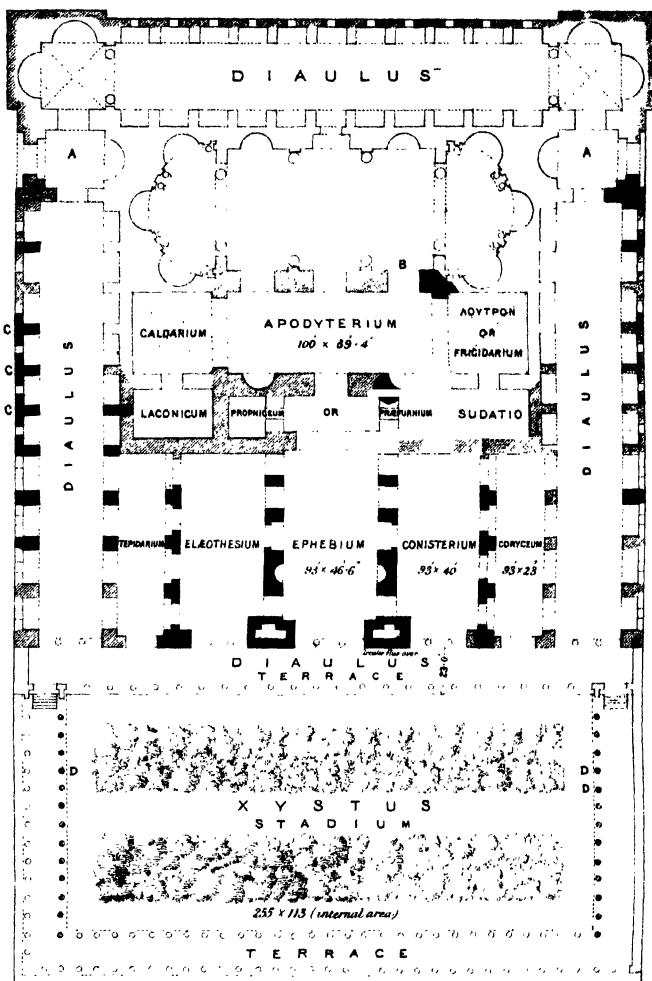 DIAULUS
A
A
B
CALDARIUM
APODYTERIUM
100' × 89'·4"
ΛΟΥΤΡΟΝ
OR
FRIGIDARIUM
C
C
C
DIAULUS
DIAULUS
LACONICUM
PROPNIGEUM
OR
PRÆFURNIUM
SUDATIO
TEPIDARIUM
ELÆOTHESIUM
EPHEBIUM
CONISTERIUM
CORYCEUM
93' × 46'·6"
93' × 40'
93' × 23'
DIAULUS
TERRACE
D
D
D
XYSTUS
STADIUM
255 × 113 (internal area)
TERRACE